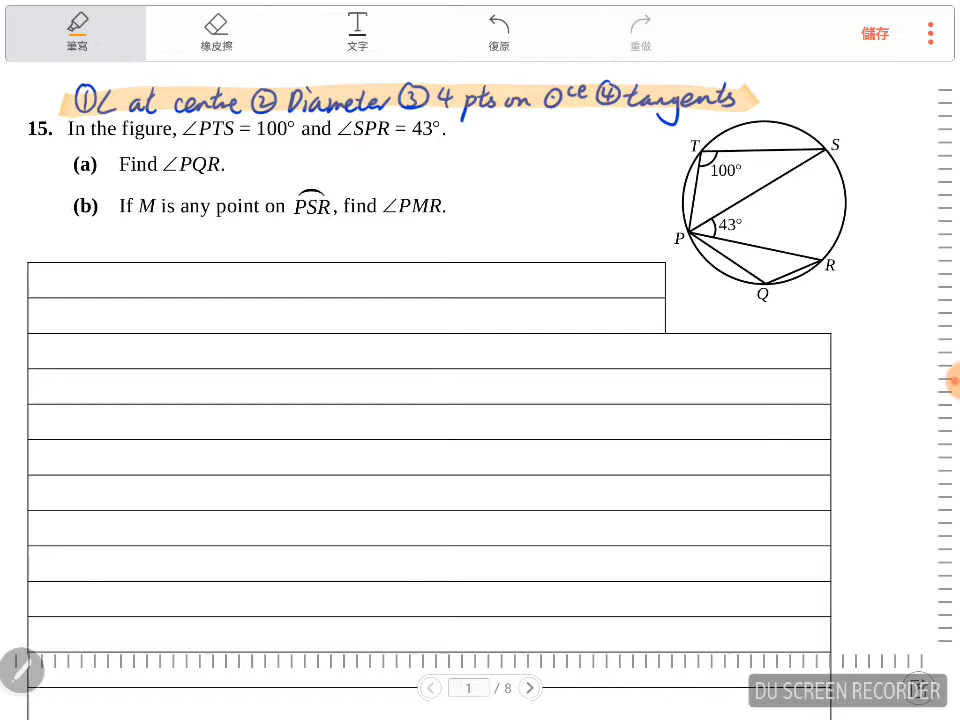 筆寫 橡皮擦 文字 復原 重做 儲存
①∠ at centre ② Diameter ③ 4 pts on ⊙ce ④ tangents
15. In the figure, ∠PTS = 100° and ∠SPR = 43°.
(a) Find ∠PQR.
(b) If M is any point on PSR, find ∠PMR.
T S
100°
43°
P
R
Q
1 / 8
DU SCREEN RECORDER